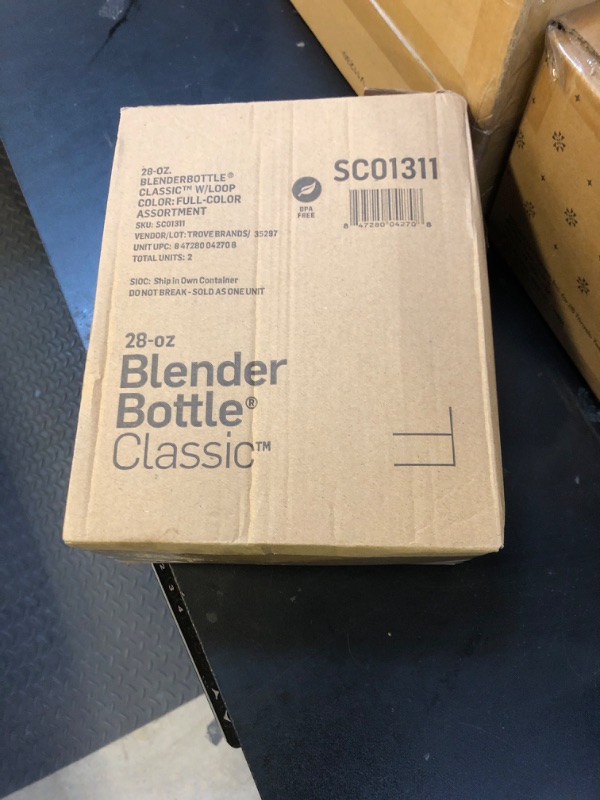 28-OZ.
BLENDERBOTTLE®
CLASSIC™ W/LOOP
COLOR: FULL-COLOR
ASSORTMENT
SKU: SC01311
VENDOR/LOT: TROVE BRANDS/ 35297
UNIT UPC: 8 47280 04270 8
TOTAL UNITS: 2
SIOC: Ship in Own Container
DO NOT BREAK - SOLD AS ONE UNIT
BPA
FREE
SC01311
8 47280 04270 8
28-oz
Blender
Bottle®
Classic™